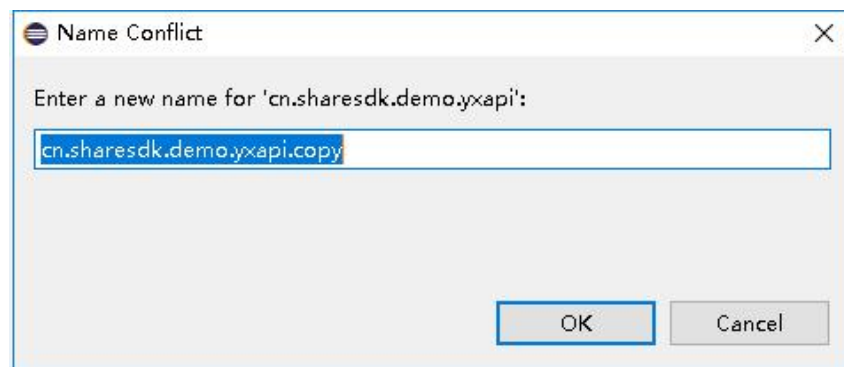 Name Conflict
Enter a new name for 'cn.sharesdk.demo.yxapi':
cn.sharesdk.demo.yxapi.copy
OK
Cancel